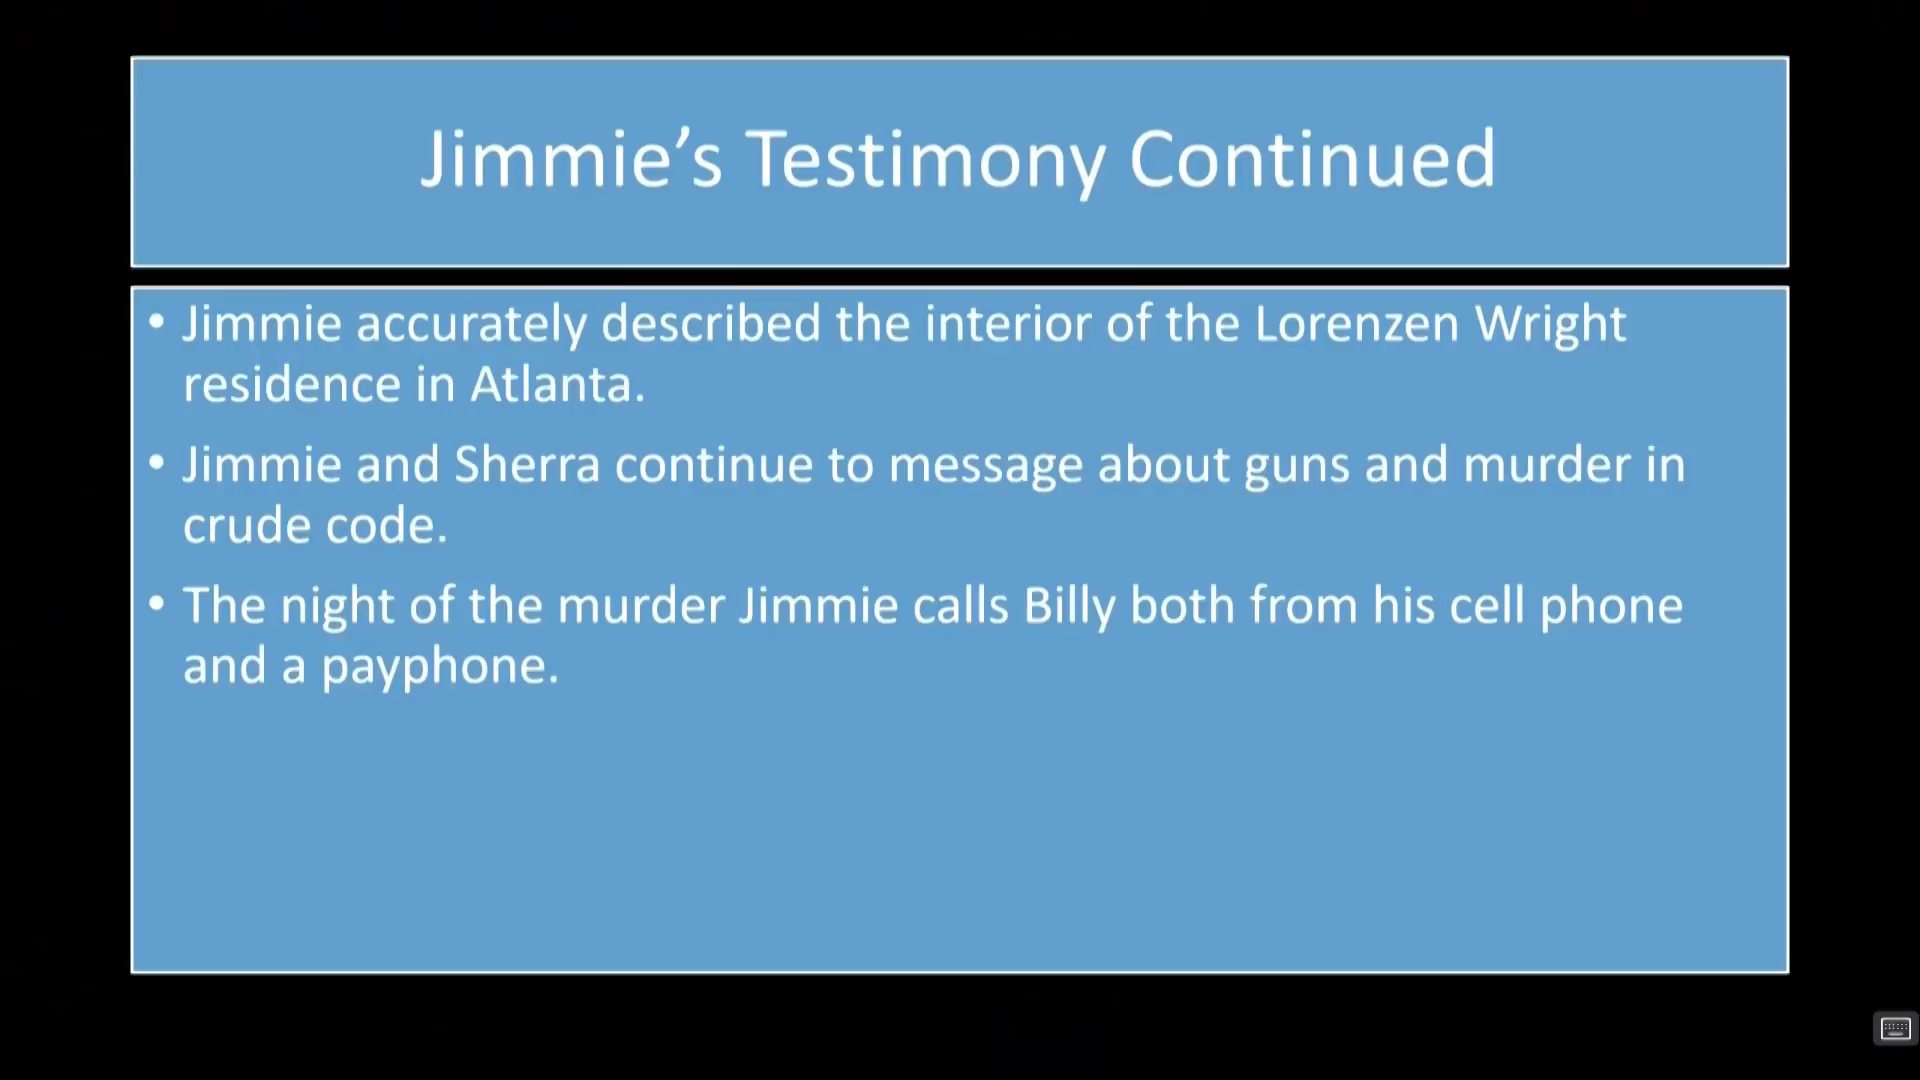 Jimmie’s Testimony Continued
• Jimmie accurately described the interior of the Lorenzen Wright
residence in Atlanta.
• Jimmie and Sherra continue to message about guns and murder in
crude code.
• The night of the murder Jimmie calls Billy both from his cell phone
and a payphone.